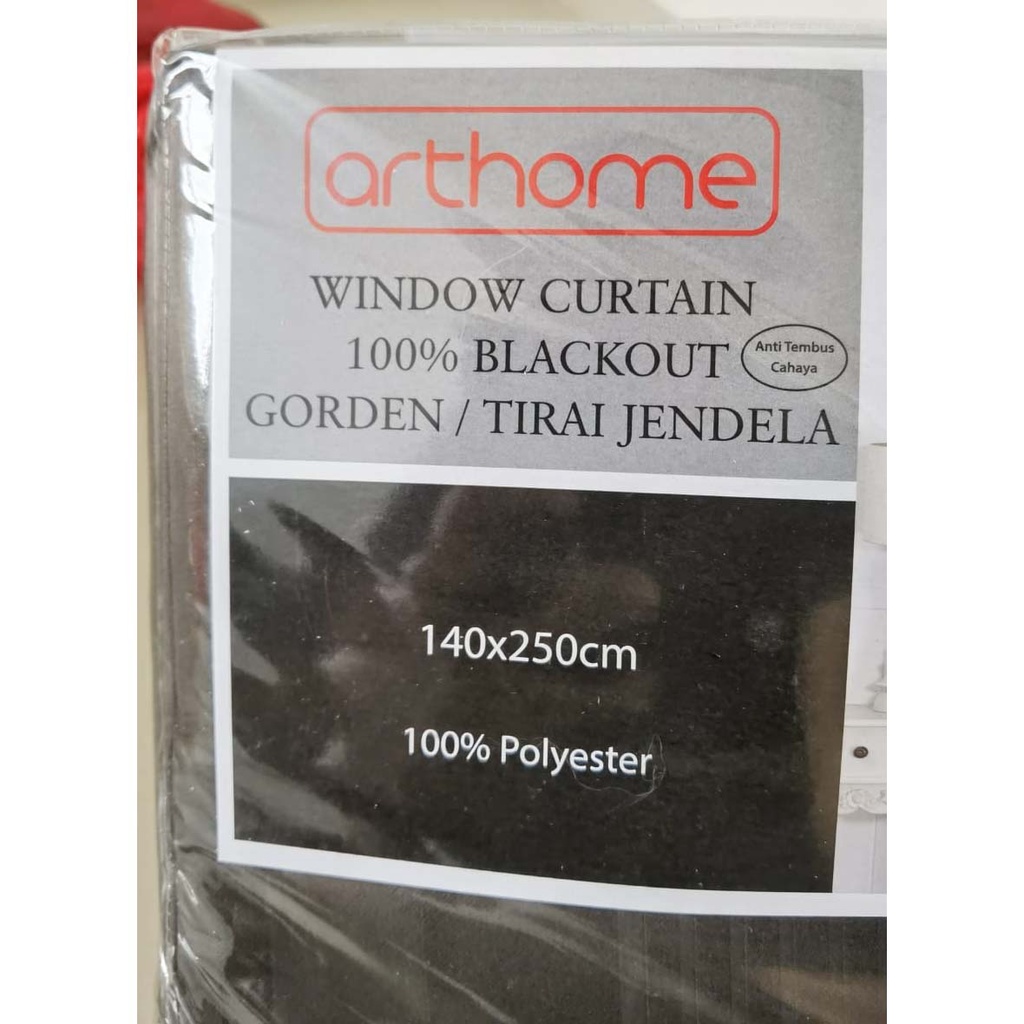 arthome
WINDOW CURTAIN
100% BLACKOUT
Anti Tembus
Cahaya
GORDEN / TIRAI JENDELA
140x250cm
100% Polyester